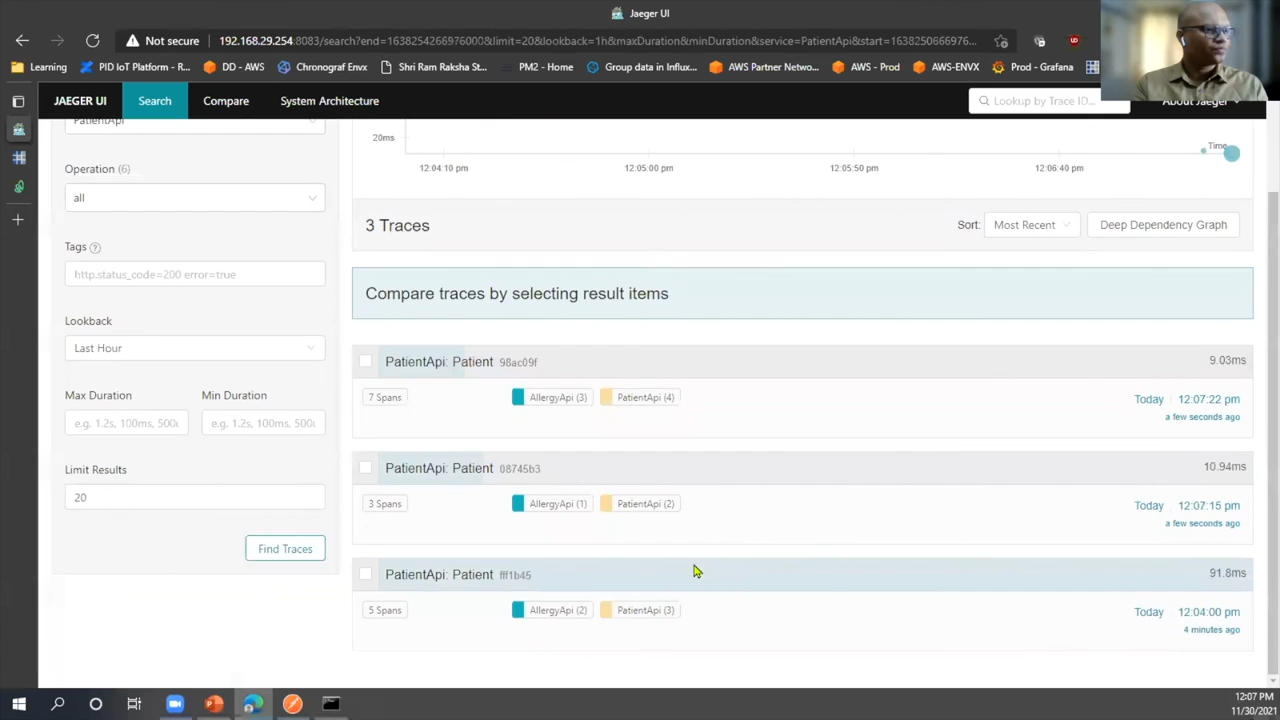 Jaeger UI
Not secure 192.168.29.254:8083/search?end=1638254266976000&limit=20&lookback=1h&maxDuration&minDuration&service=PatientApi&start=1638250666976...
Learning PID IoT Platform - R... DD - AWS Chronograf Envx Shri Ram Raksha St... PM2 - Home Group data in Influx... AWS Partner Netwo... AWS - Prod AWS-ENVX Prod - Grafana
JAEGER UI Search Compare System Architecture Lookup by Trace ID... About Jaeger
PatientApi
20ms
Time
12:04:10 pm 12:05:00 pm 12:05:50 pm 12:06:40 pm
Operation (6)
all
3 Traces Sort: Most Recent Deep Dependency Graph
Tags ?
http.status_code=200 error=true
Compare traces by selecting result items
Lookback
Last Hour
PatientApi: Patient 98ac09f 9.03ms
7 Spans AllergyApi (3) PatientApi (4) Today 12:07:22 pm
a few seconds ago
Max Duration Min Duration
e.g. 1.2s, 100ms, 500u e.g. 1.2s, 100ms, 500u
Limit Results
20
PatientApi: Patient 08745b3 10.94ms
3 Spans AllergyApi (1) PatientApi (2) Today 12:07:15 pm
a few seconds ago
Find Traces
PatientApi: Patient fff1b45 91.8ms
5 Spans AllergyApi (2) PatientApi (3) Today 12:04:00 pm
4 minutes ago
12:07 PM
11/30/2021